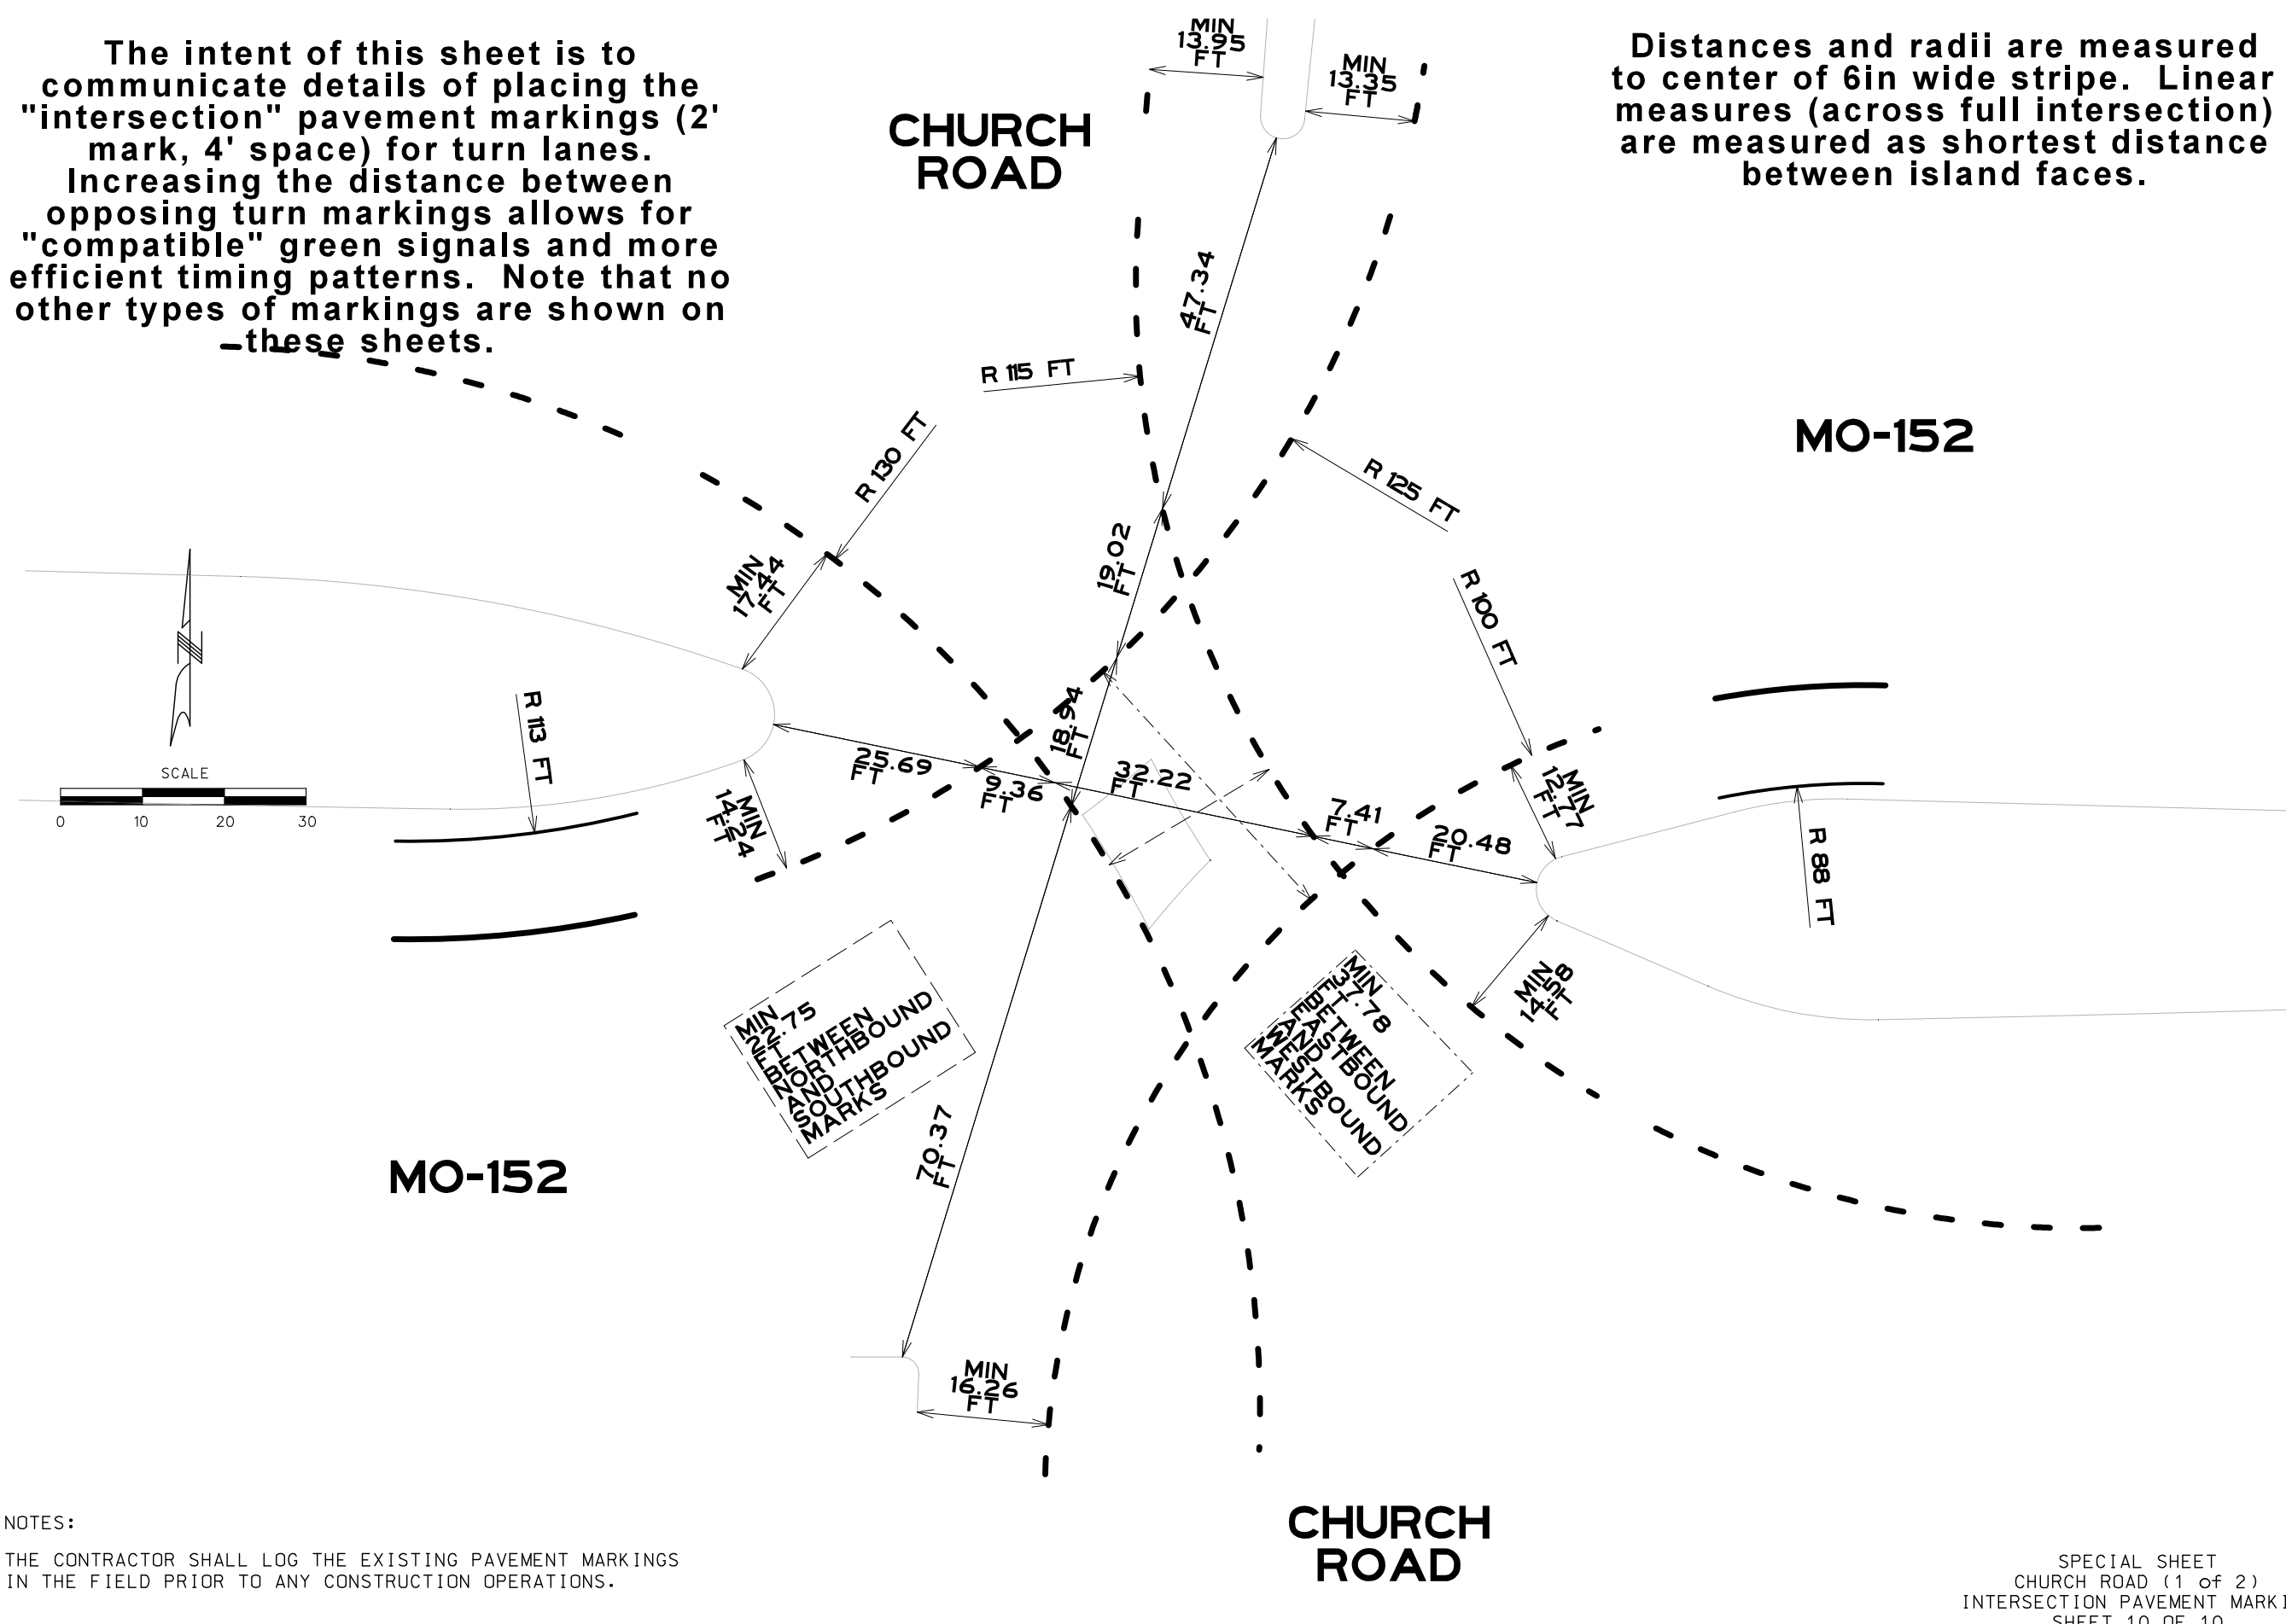 The intent of this sheet is to
communicate details of placing the
"intersection" pavement markings (2'
mark, 4' space) for turn lanes.
Increasing the distance between
opposing turn markings allows for
"compatible" green signals and more
efficient timing patterns. Note that no
other types of markings are shown on
these sheets.
CHURCH
ROAD
MIN
13.95
FT
MIN
13.35
FT
Distances and radii are measured
to center of 6in wide stripe. Linear
measures (across full intersection)
are measured as shortest distance
between island faces.
47.34
FT
R 115 FT
R 130 FT
R 125 FT
MO-152
MIN
17.44
FT
19.02
FT
R 100 FT
N
R 113 FT
18.94
FT
25.69
FT
9.36
FT
32.22
FT
7.41
FT
20.48
FT
MIN
12.77
FT
SCALE
0 10 20 30
MIN
14.24
FT
R 88 FT
MIN
22.75
FT
BETWEEN
NORTHBOUND
AND
SOUTHBOUND
MARKS
MIN
37.78
FT
BETWEEN
EASTBOUND
AND
WESTBOUND
MARKS
MIN
14.58
FT
MO-152
70.37
FT
MIN
16.26
FT
CHURCH
ROAD
NOTES:
THE CONTRACTOR SHALL LOG THE EXISTING PAVEMENT MARKINGS
IN THE FIELD PRIOR TO ANY CONSTRUCTION OPERATIONS.
SPECIAL SHEET
CHURCH ROAD (1 of 2)
INTERSECTION PAVEMENT MARKI
SHEET 10 OF 10